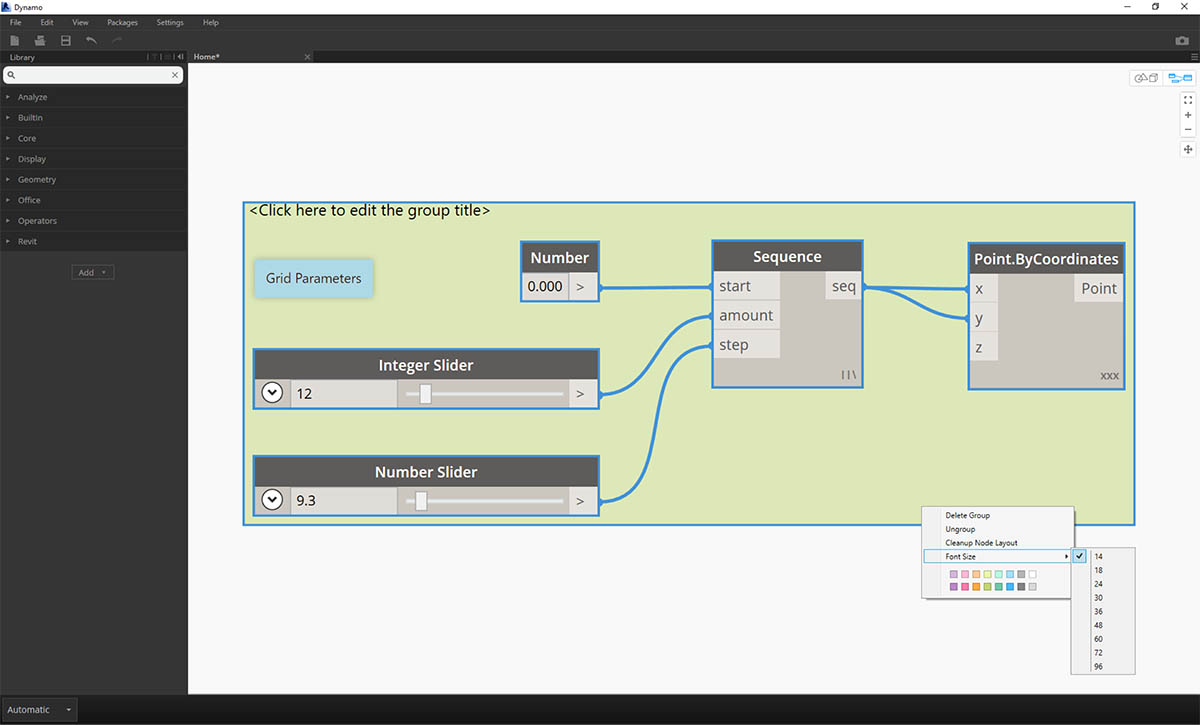 Dynamo
File Edit View Packages Settings Help
Library
Home*
Analyze
BuiltIn
Core
Display
Geometry
Office
Operators
Revit
Add
<Click here to edit the group title>
Grid Parameters
Number
0.000 >
Sequence
start seq
amount
step
Point.ByCoordinates
x Point
y
z
xxx
Integer Slider
12 >
Number Slider
9.3 >
Delete Group
Ungroup
Cleanup Node Layout
Font Size
14
18
24
30
36
48
60
72
96
Automatic